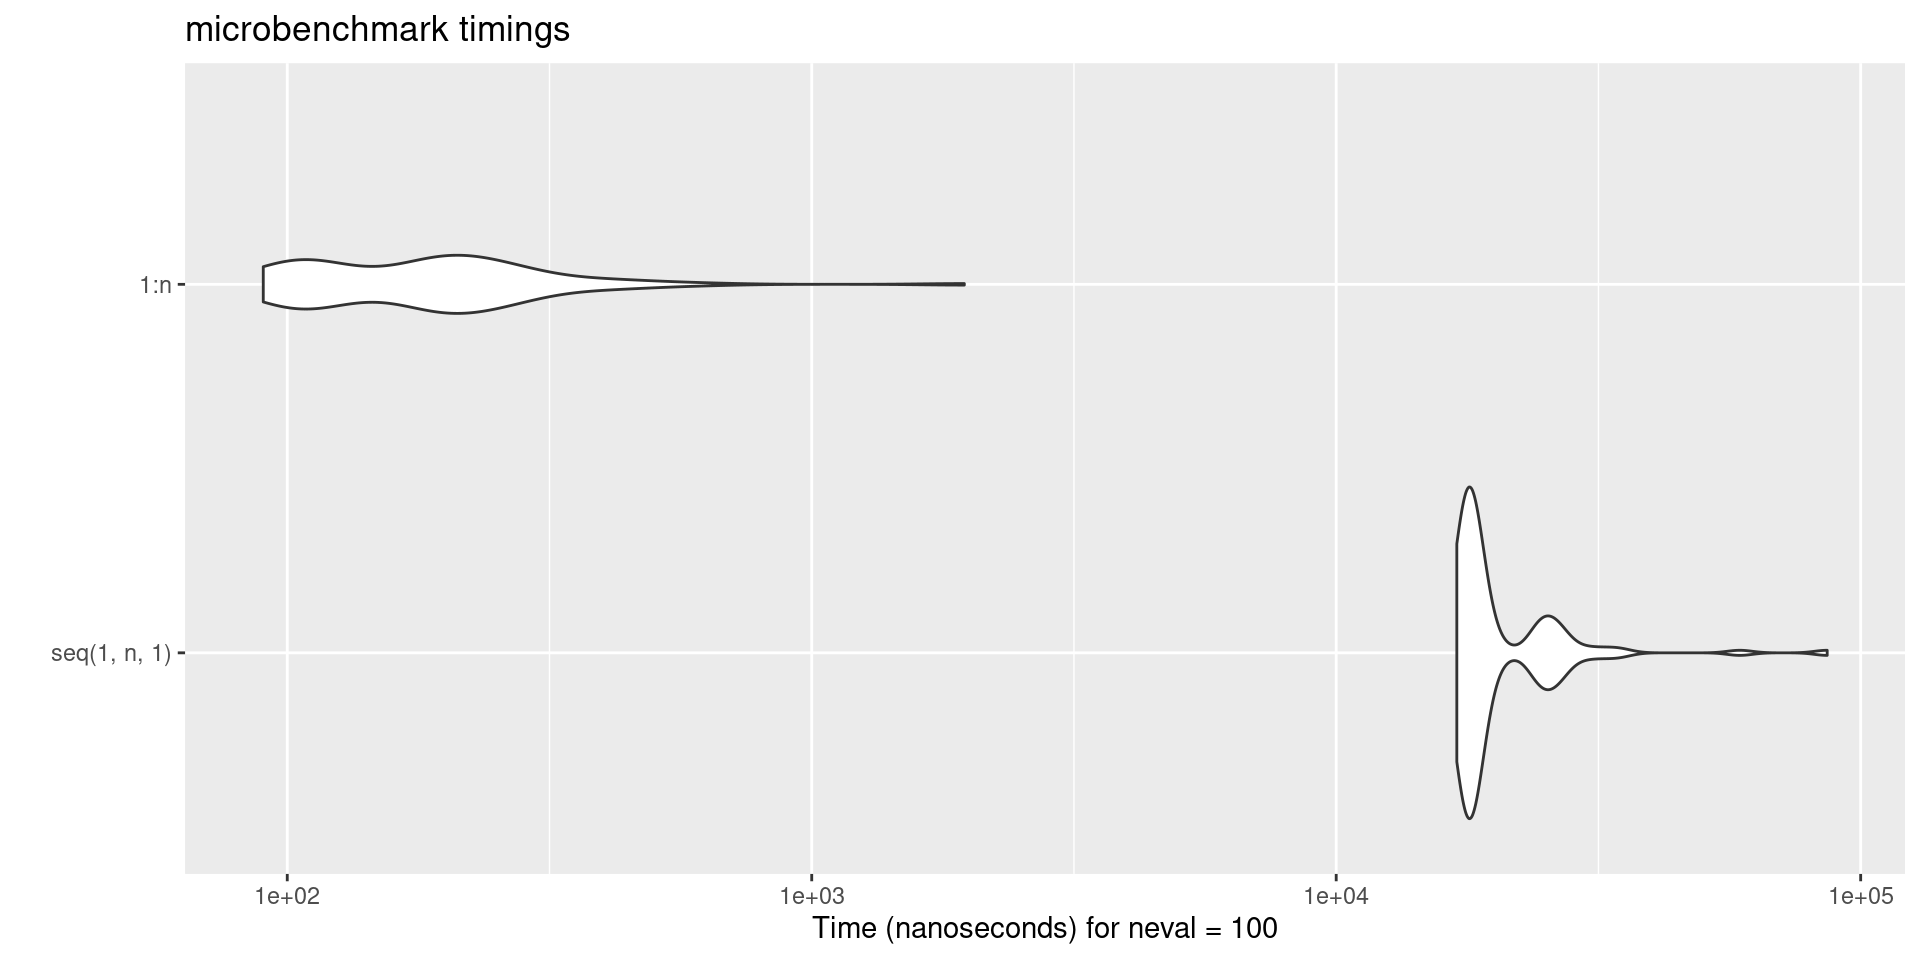 microbenchmark timings
1:n
seq(1, n, 1)
1e+02 1e+03 1e+04 1e+05
Time (nanoseconds) for neval = 100